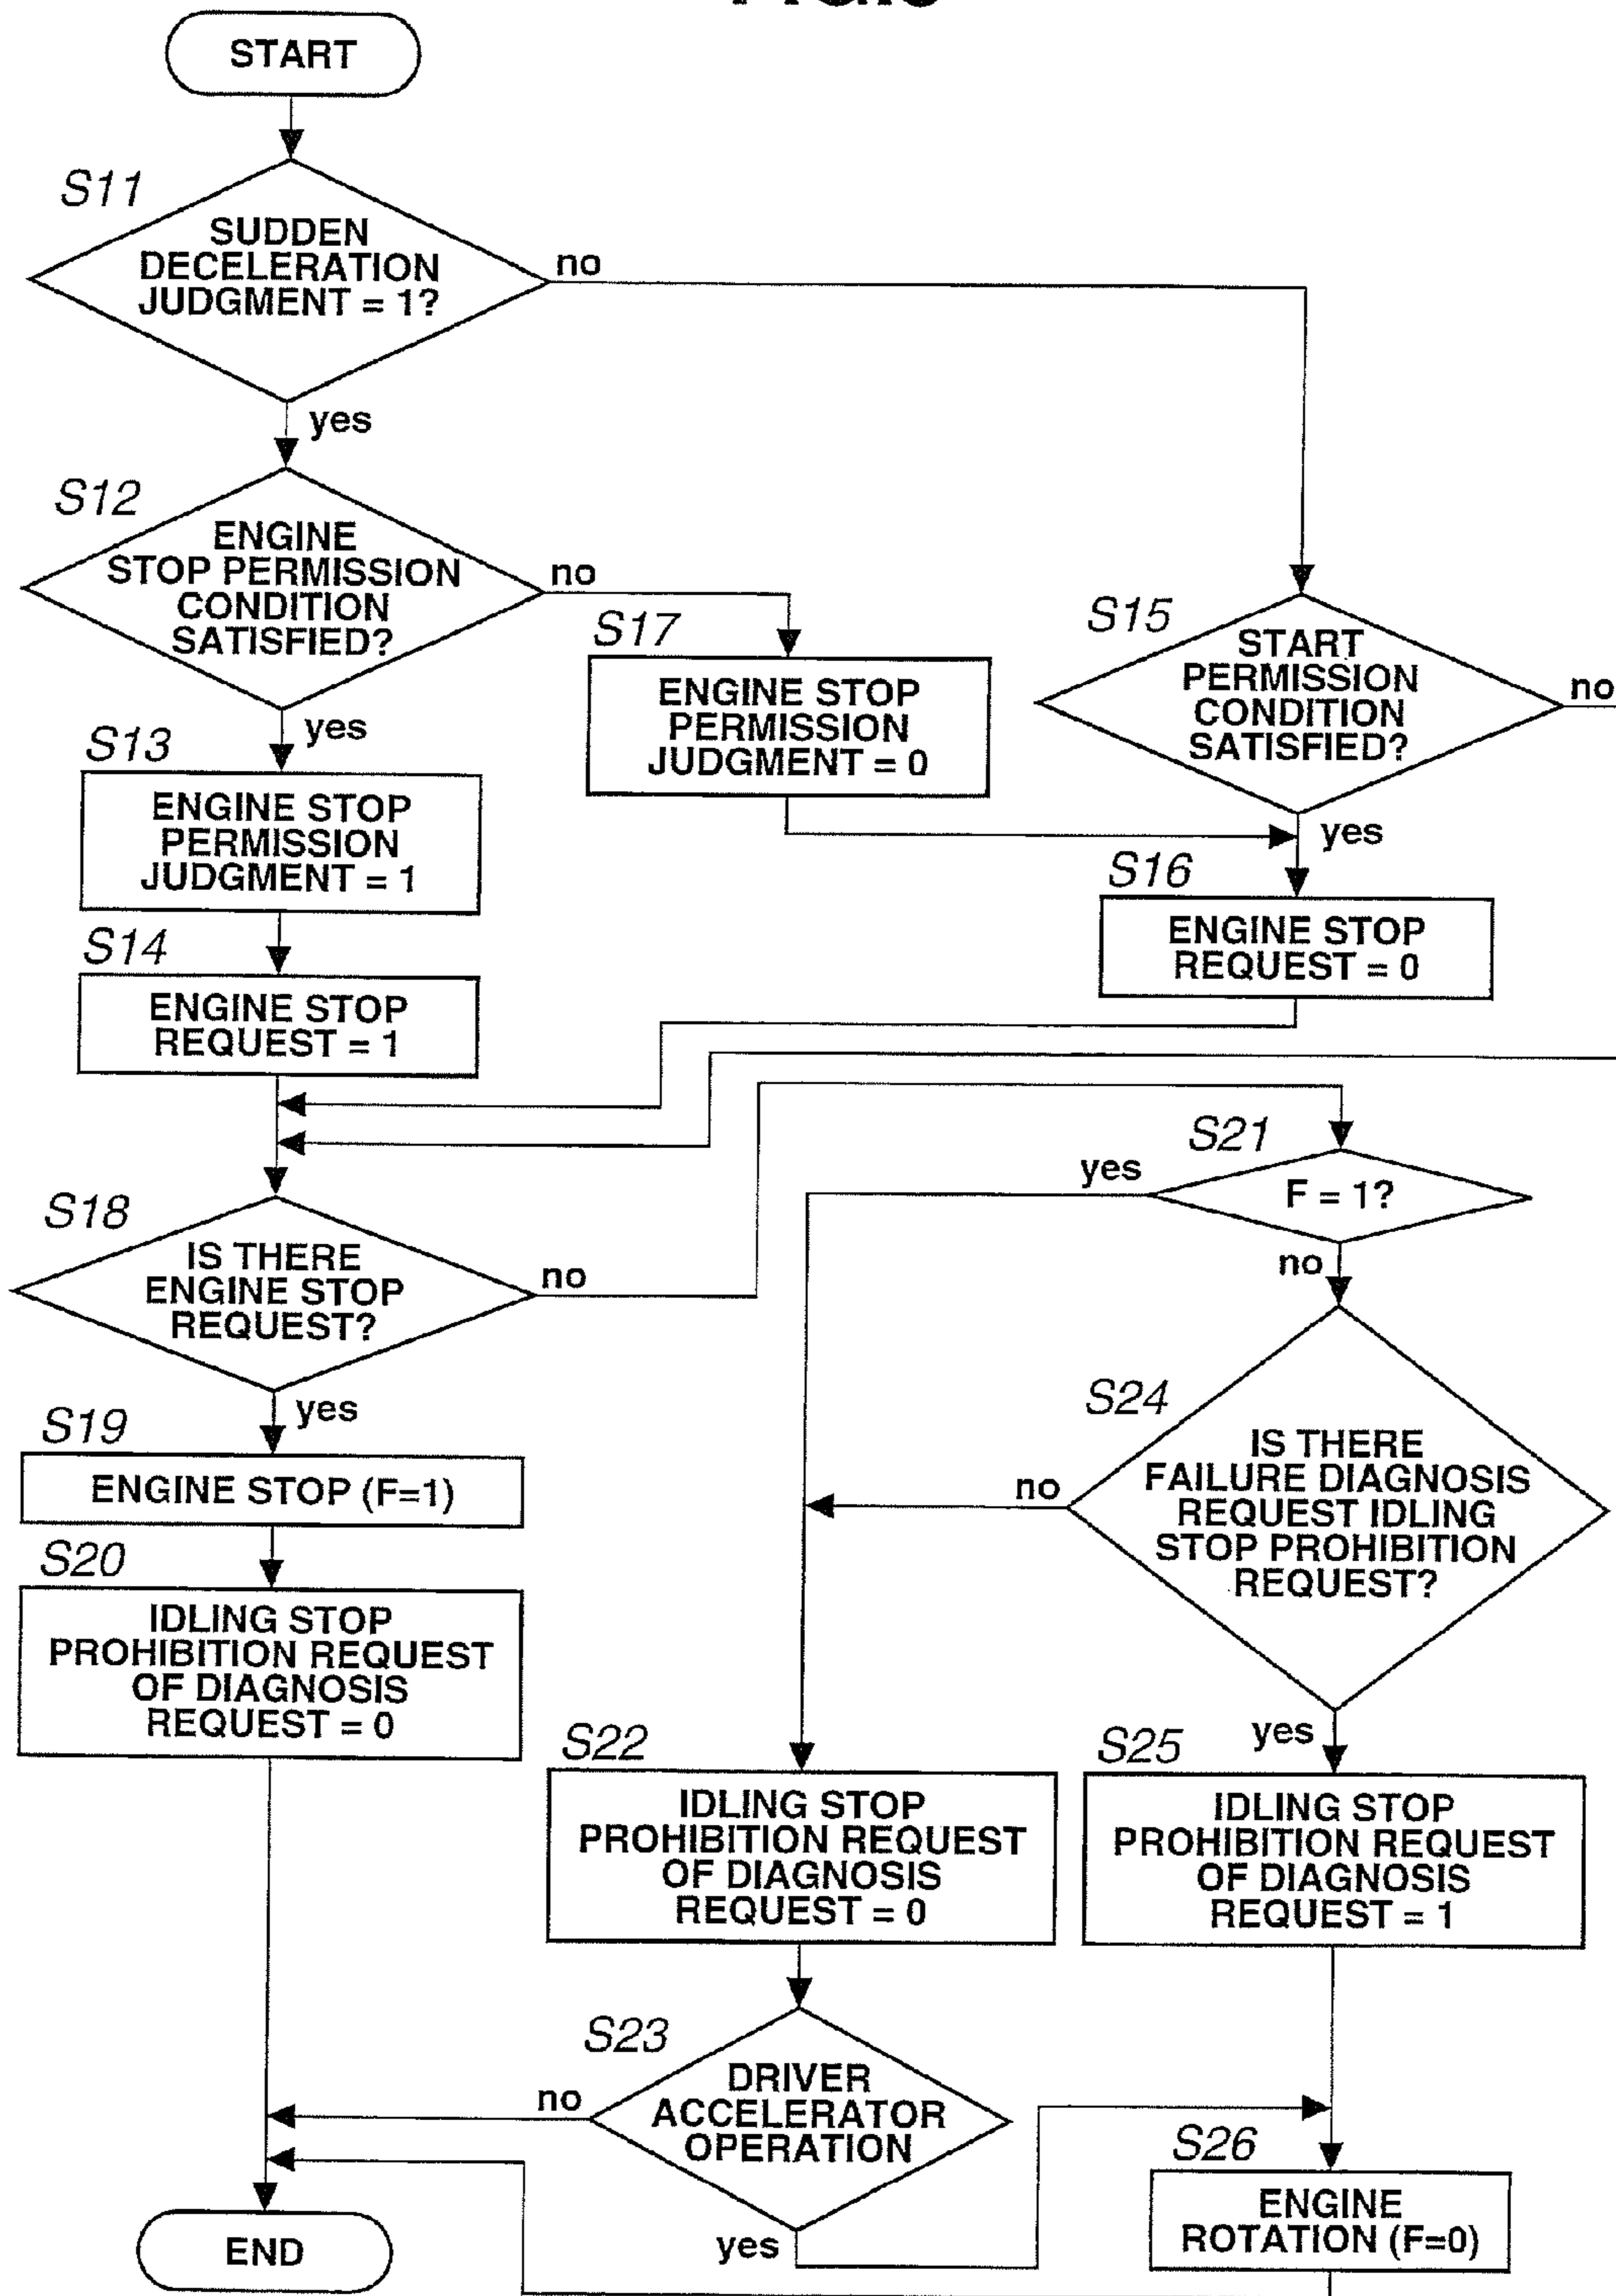 START
S11
SUDDEN
DECELERATION
JUDGMENT = 1?
no
yes
S12
ENGINE
STOP PERMISSION
CONDITION
SATISFIED?
no
yes
S17
ENGINE STOP
PERMISSION
JUDGMENT = 0
S15
START
PERMISSION
CONDITION
SATISFIED?
no
yes
S13
ENGINE STOP
PERMISSION
JUDGMENT = 1
S16
ENGINE STOP
REQUEST = 0
S14
ENGINE STOP
REQUEST = 1
S21
yes
F = 1?
no
S18
IS THERE
ENGINE STOP
REQUEST?
no
yes
S24
IS THERE
FAILURE DIAGNOSIS
REQUEST IDLING
STOP PROHIBITION
REQUEST?
no
yes
S19
ENGINE STOP (F=1)
S20
IDLING STOP
PROHIBITION REQUEST
OF DIAGNOSIS
REQUEST = 0
S22
IDLING STOP
PROHIBITION REQUEST
OF DIAGNOSIS
REQUEST = 0
S25
IDLING STOP
PROHIBITION REQUEST
OF DIAGNOSIS
REQUEST = 1
S23
DRIVER
ACCELERATOR
OPERATION
no
yes
S26
ENGINE
ROTATION (F=0)
END